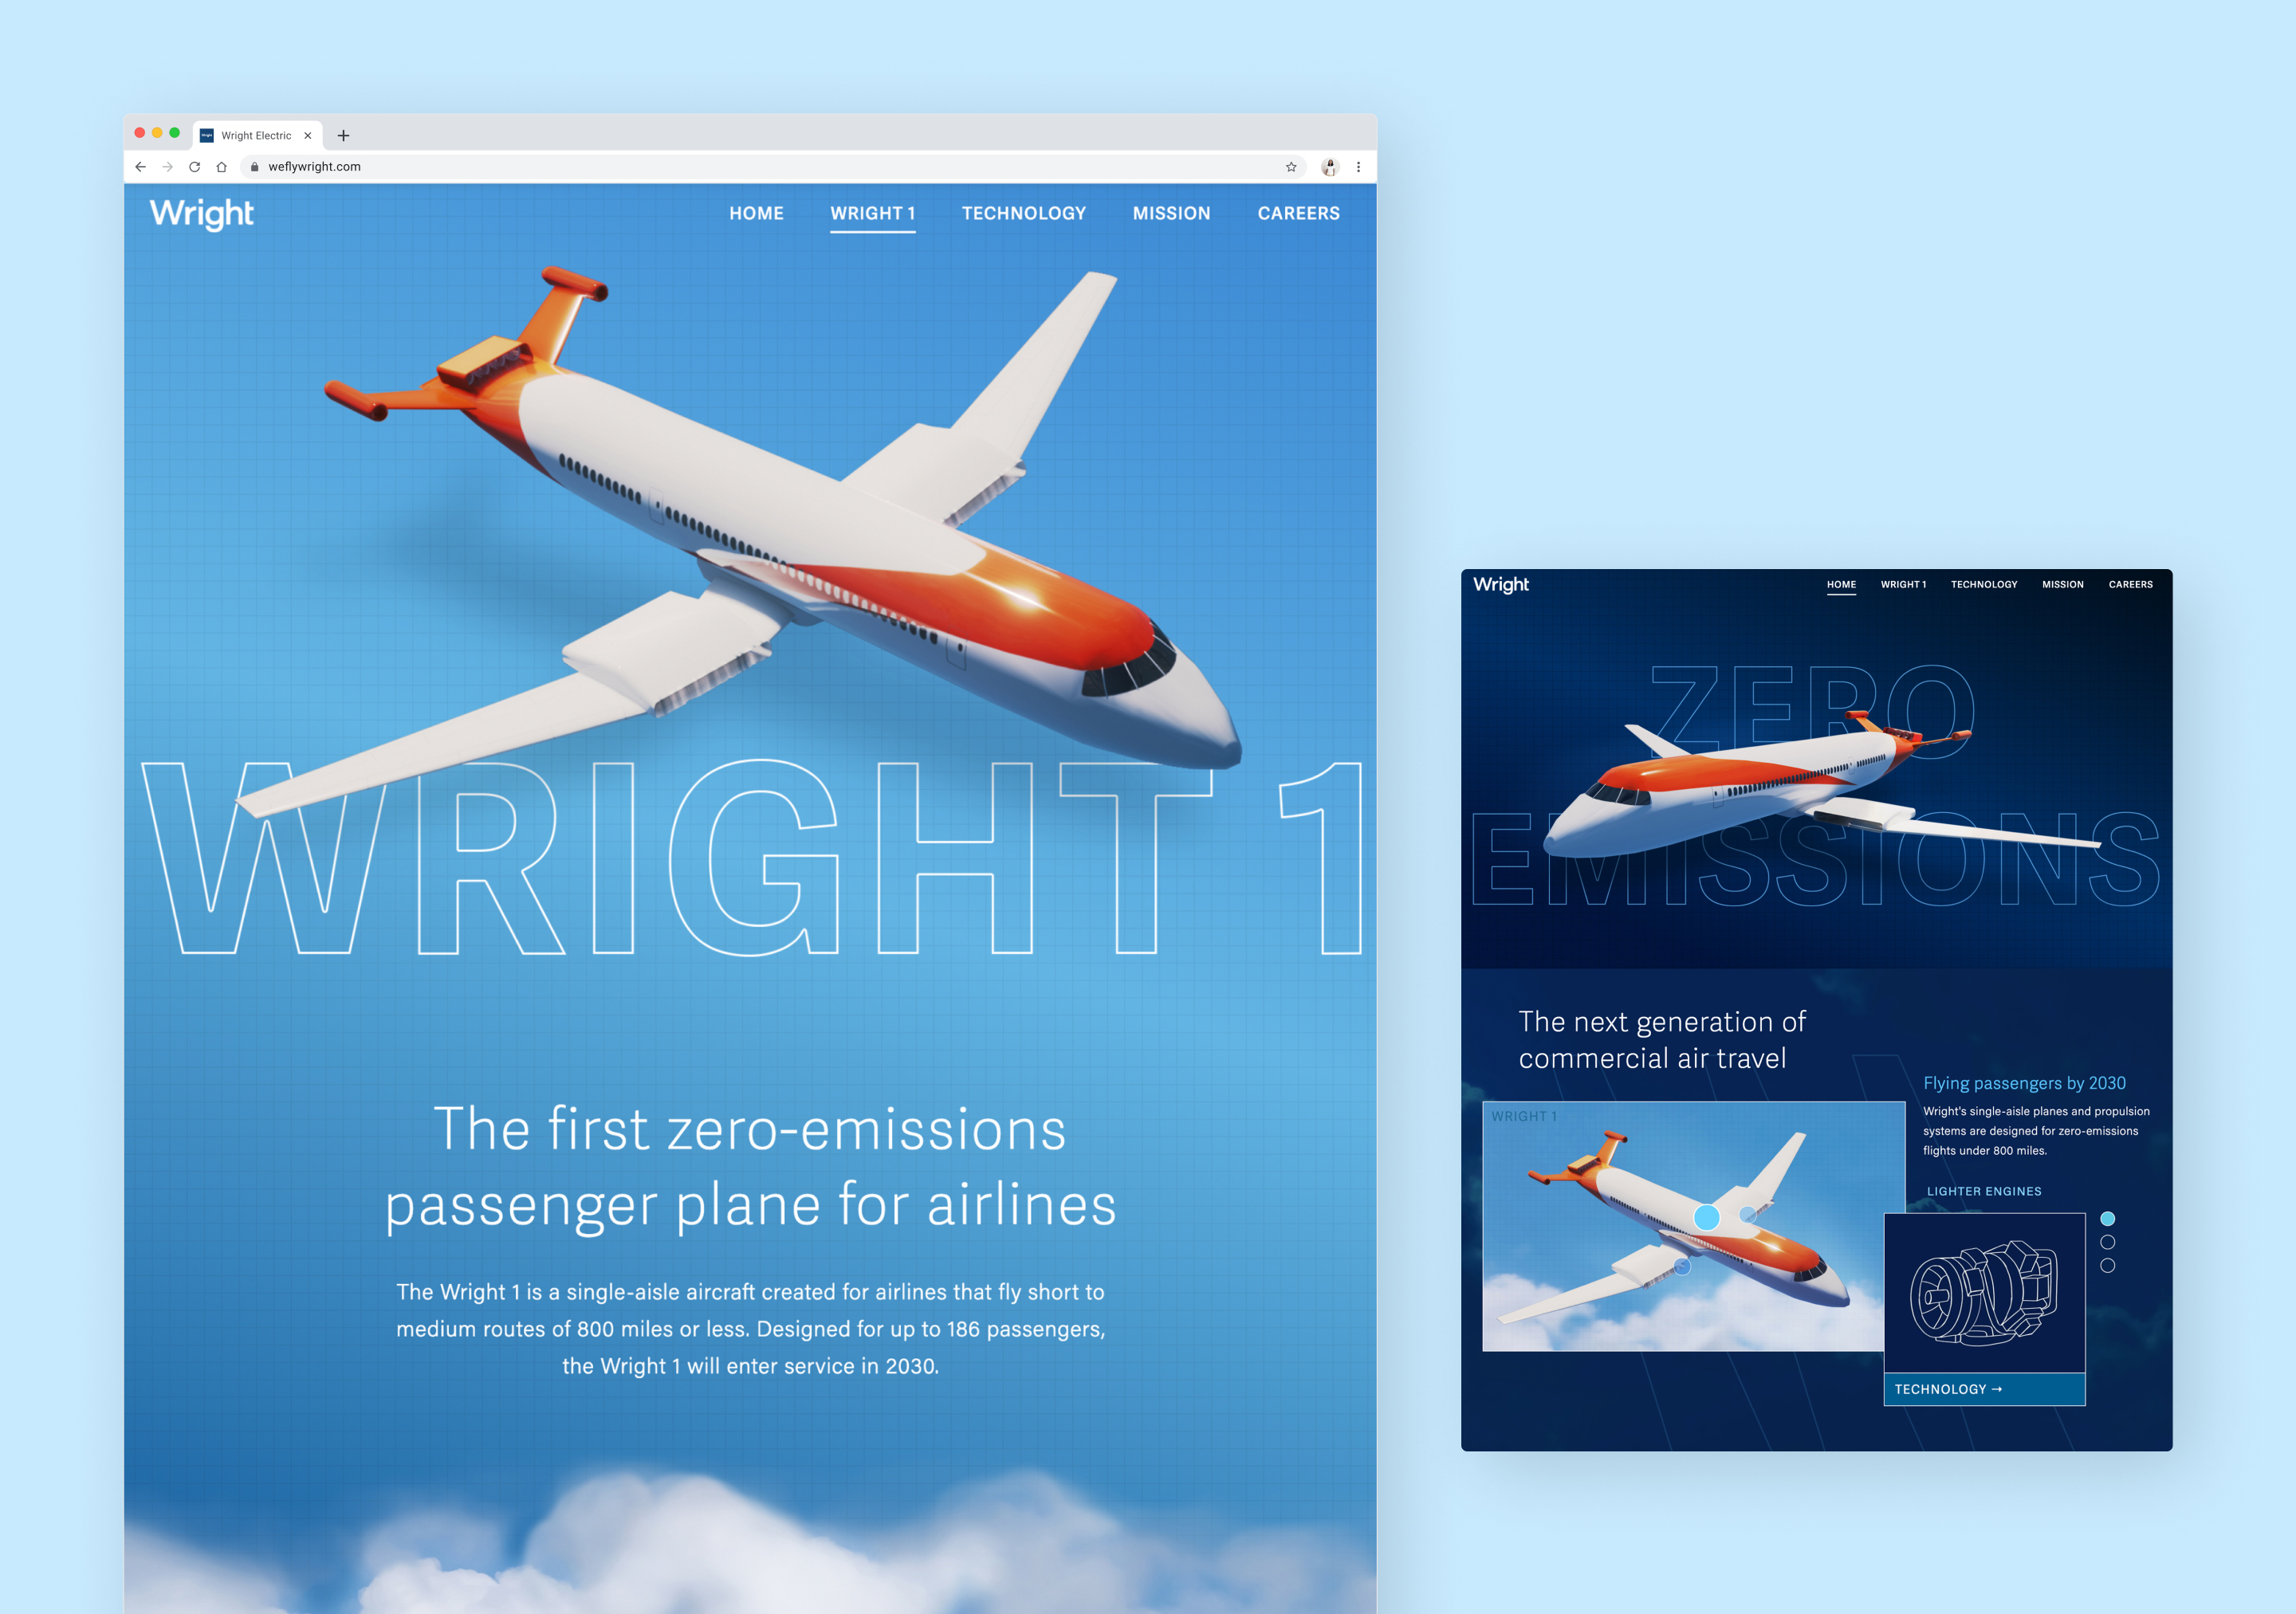 Wright Electric
weflywright.com
Wright
HOME WRIGHT 1 TECHNOLOGY MISSION CAREERS
WRIGHT 1
The first zero-emissions
passenger plane for airlines
The Wright 1 is a single-aisle aircraft created for airlines that fly short to
medium routes of 800 miles or less. Designed for up to 186 passengers,
the Wright 1 will enter service in 2030.
Wright
HOME WRIGHT 1 TECHNOLOGY MISSION CAREERS
ZERO
EMISSIONS
The next generation of
commercial air travel
WRIGHT 1
Flying passengers by 2030
Wright's single-aisle planes and propulsion
systems are designed for zero-emissions
flights under 800 miles.
LIGHTER ENGINES
TECHNOLOGY →